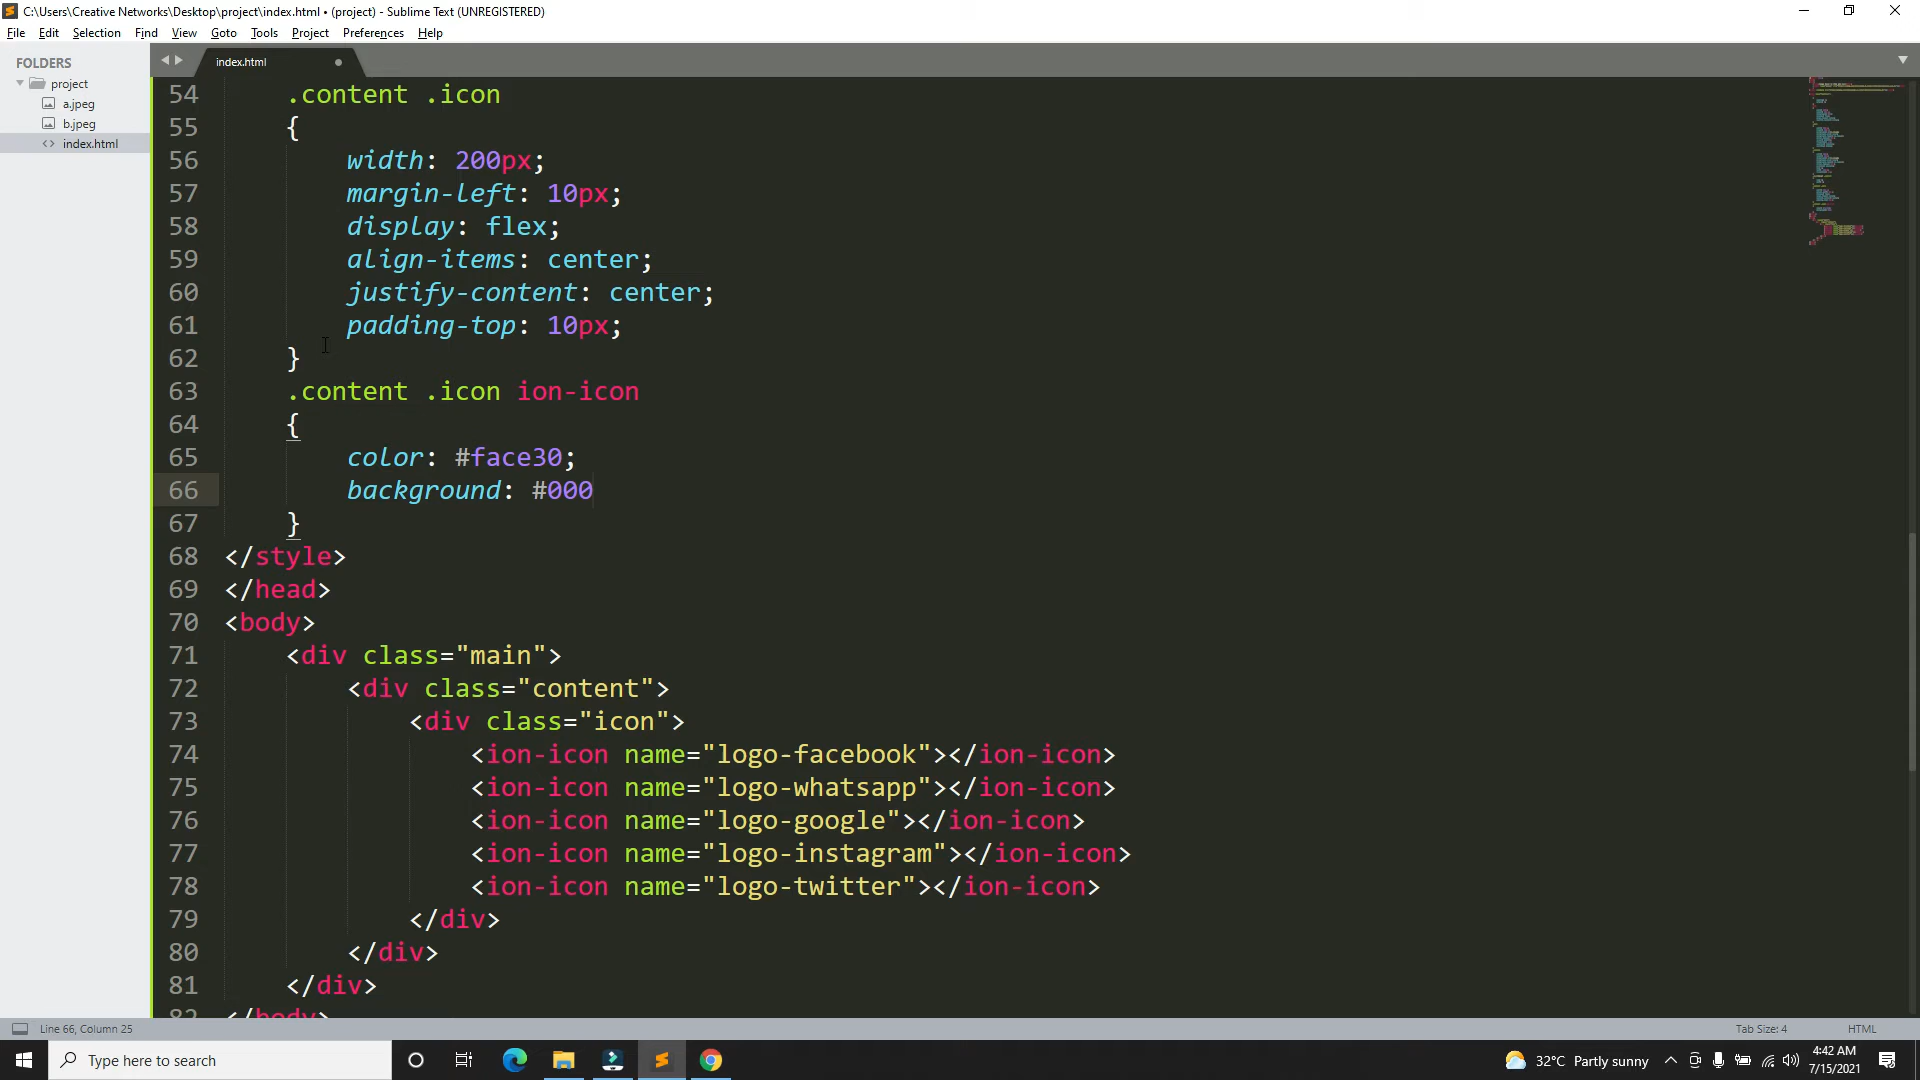 C:\Users\Creative Networks\Desktop\project\index.html • (project) - Sublime Text (UNREGISTERED)
File Edit Selection Find View Goto Tools Project Preferences Help
FOLDERS
project
a.jpeg
b.jpeg
<> index.html
index.html
54 .content .icon
55 {
56 width: 200px;
57 margin-left: 10px;
58 display: flex;
59 align-items: center;
60 justify-content: center;
61 padding-top: 10px;
62 }
63 .content .icon ion-icon
64 {
65 color: #face30;
66 background: #000
67 }
68 </style>
69 </head>
70 <body>
71 <div class="main">
72 <div class="content">
73 <div class="icon">
74 <ion-icon name="logo-facebook"></ion-icon>
75 <ion-icon name="logo-whatsapp"></ion-icon>
76 <ion-icon name="logo-google"></ion-icon>
77 <ion-icon name="logo-instagram"></ion-icon>
78 <ion-icon name="logo-twitter"></ion-icon>
79 </div>
80 </div>
81 </div>
82 </body>
Line 66, Column 25
Tab Size: 4
HTML
Type here to search
32°C Partly sunny
4:42 AM
7/15/2021